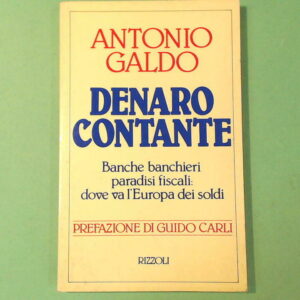 ANTONIO
GALDO
DENARO
CONTANTE
Banche banchieri
paradisi fiscali:
dove va l'Europa dei soldi
PREFAZIONE DI GUIDO CARLI
RIZZOLI